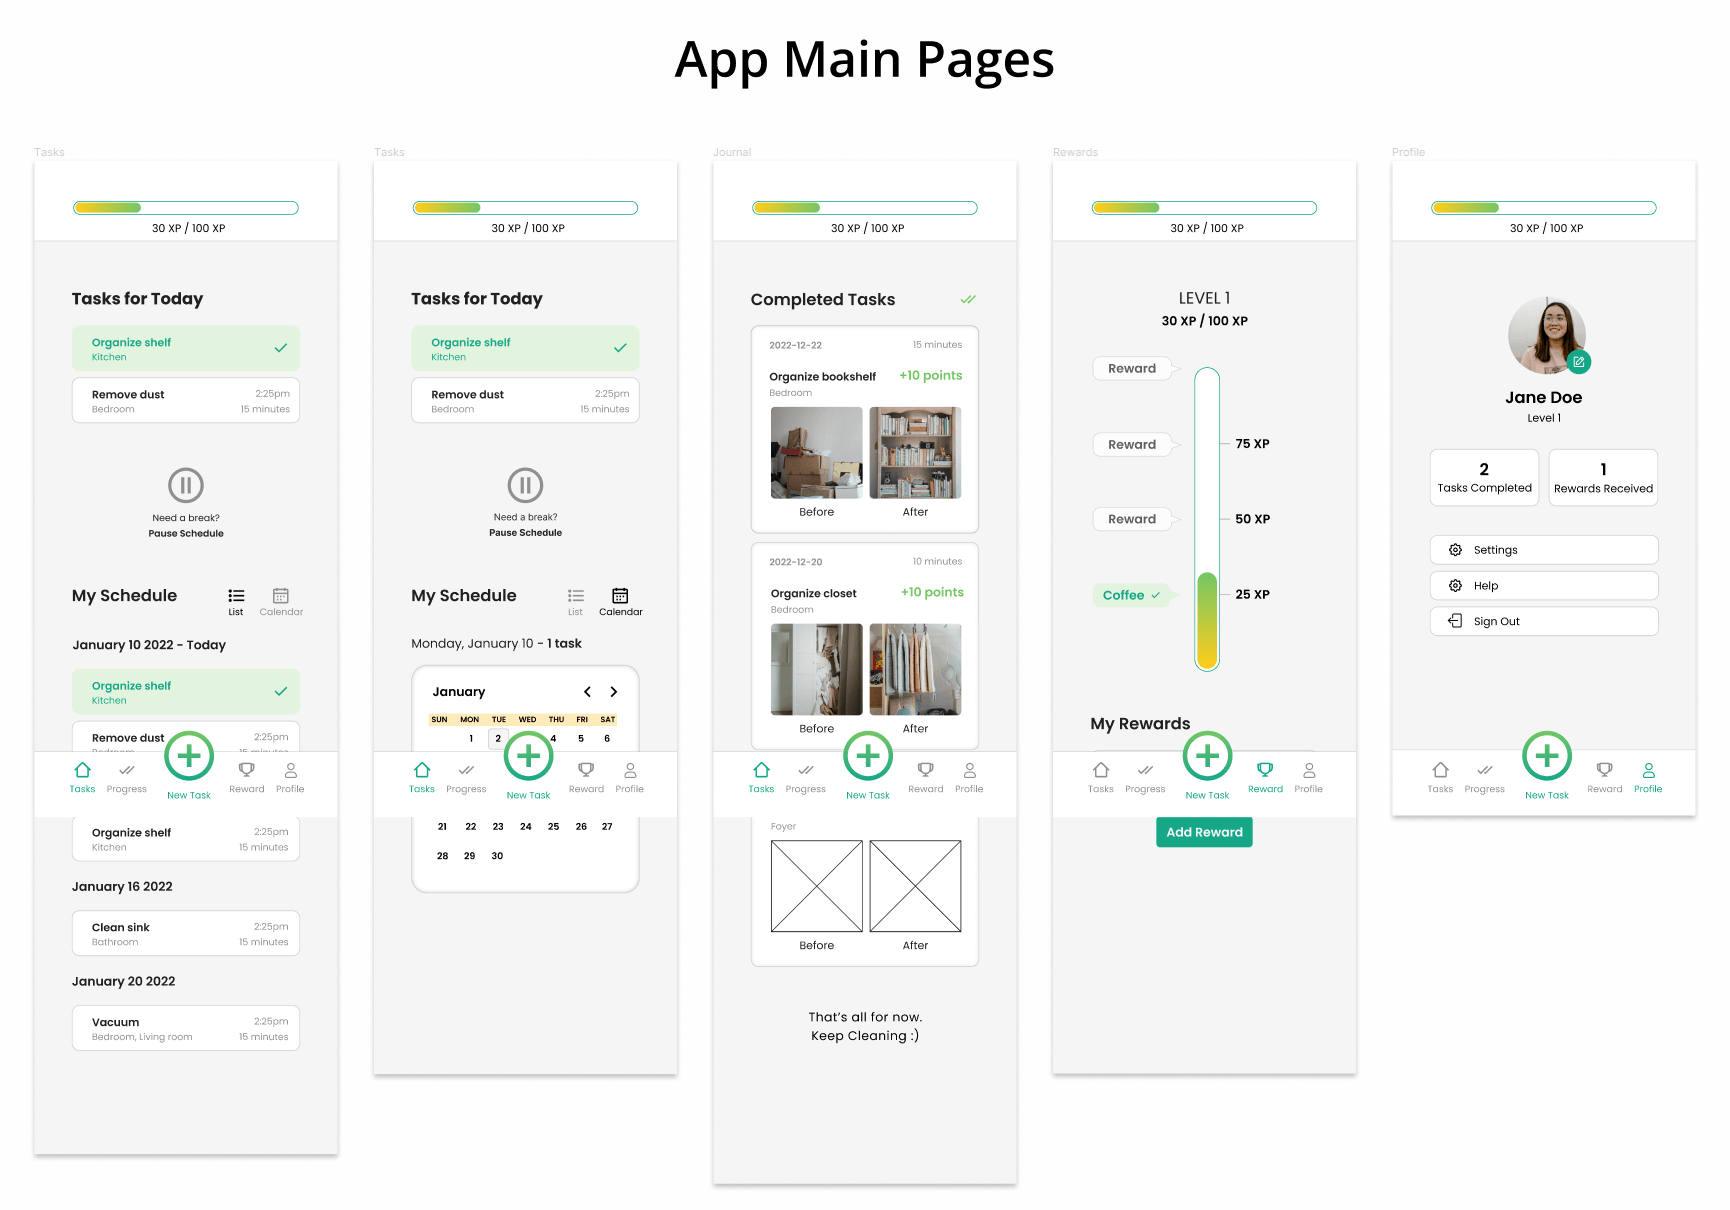 App Main Pages
Tasks
30 XP / 100 XP
Tasks for Today
Organize shelf
Kitchen
Remove dust 2:25pm
Bedroom 15 minutes
Need a break?
Pause Schedule
My Schedule List Calendar
January 10 2022 - Today
Organize shelf
Kitchen
Remove dust 2:25pm
Tasks Progress New Task Reward Profile
Organize shelf 2:25pm
Kitchen 15 minutes
January 16 2022
Clean sink 2:25pm
Bathroom 15 minutes
January 20 2022
Vacuum 2:25pm
Bedroom, Living room 15 minutes
Tasks
30 XP / 100 XP
Tasks for Today
Organize shelf
Kitchen
Remove dust 2:25pm
Bedroom 15 minutes
Need a break?
Pause Schedule
My Schedule List Calendar
Monday, January 10 - 1 task
January
SUN MON TUE WED THU FRI SAT
1 2 4 5 6
Tasks Progress New Task Reward Profile
21 22 23 24 25 26 27
28 29 30
Journal
30 XP / 100 XP
Completed Tasks
2022-12-22 15 minutes
Organize bookshelf +10 points
Bedroom
Before After
2022-12-20 10 minutes
Organize closet +10 points
Bedroom
Before After
Tasks Progress New Task Reward Profile
Foyer
Before After
That's all for now.
Keep Cleaning :)
Rewards
30 XP / 100 XP
LEVEL 1
30 XP / 100 XP
Reward
Reward 75 XP
Reward 50 XP
Coffee 25 XP
My Rewards
Tasks Progress New Task Reward Profile
Add Reward
Profile
30 XP / 100 XP
Jane Doe
Level 1
2 1
Tasks Completed Rewards Received
Settings
Help
Sign Out
Tasks Progress New Task Reward Profile